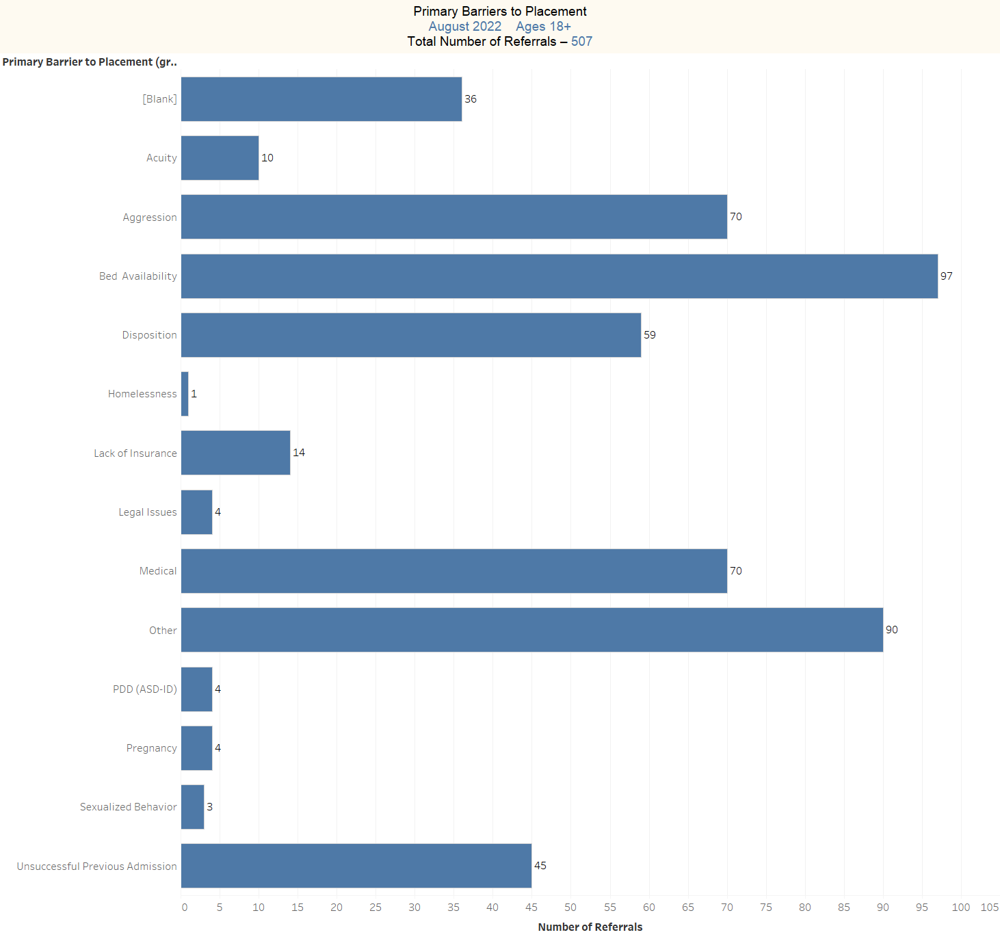 Primary Barriers to Placement
August 2022 Ages 18+
Total Number of Referrals – 507
Primary Barrier to Placement (gr..
[Blank] 36
Acuity 10
Aggression 70
Bed Availability 97
Disposition 59
Homelessness 1
Lack of Insurance 14
Legal Issues 4
Medical 70
Other 90
PDD (ASD-ID) 4
Pregnancy 4
Sexualized Behavior 3
Unsuccessful Previous Admission 45
0 5 10 15 20 25 30 35 40 45 50 55 60 65 70 75 80 85 90 95 100 105
Number of Referrals